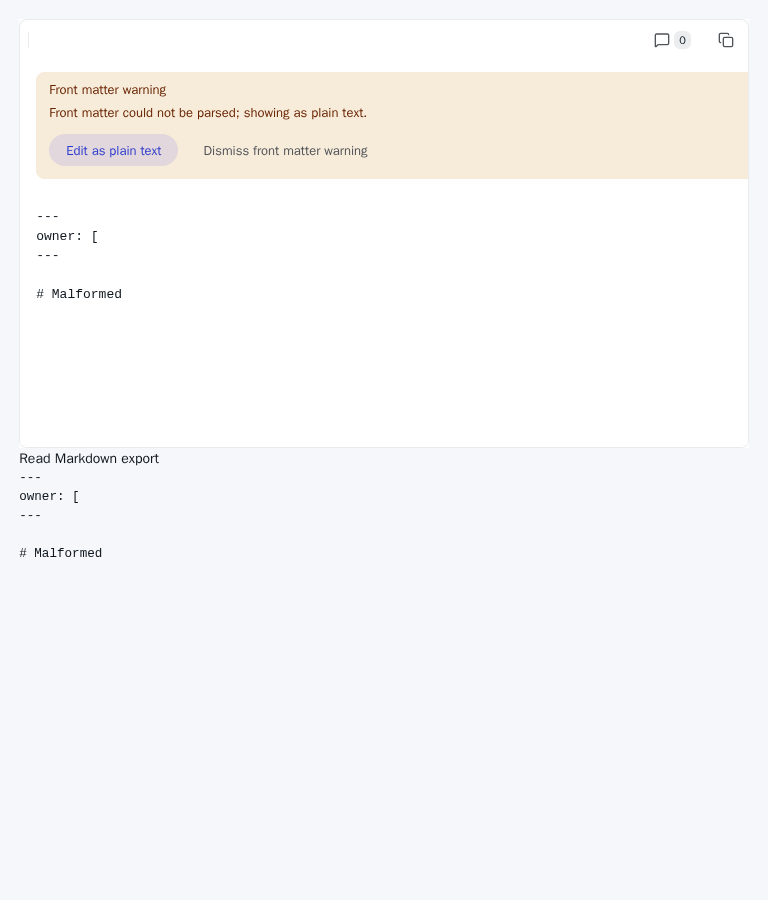 0
Front matter warning
Front matter could not be parsed; showing as plain text.
Edit as plain text Dismiss front matter warning
---
owner: [
---
# Malformed
Read Markdown export
---
owner: [
---
# Malformed